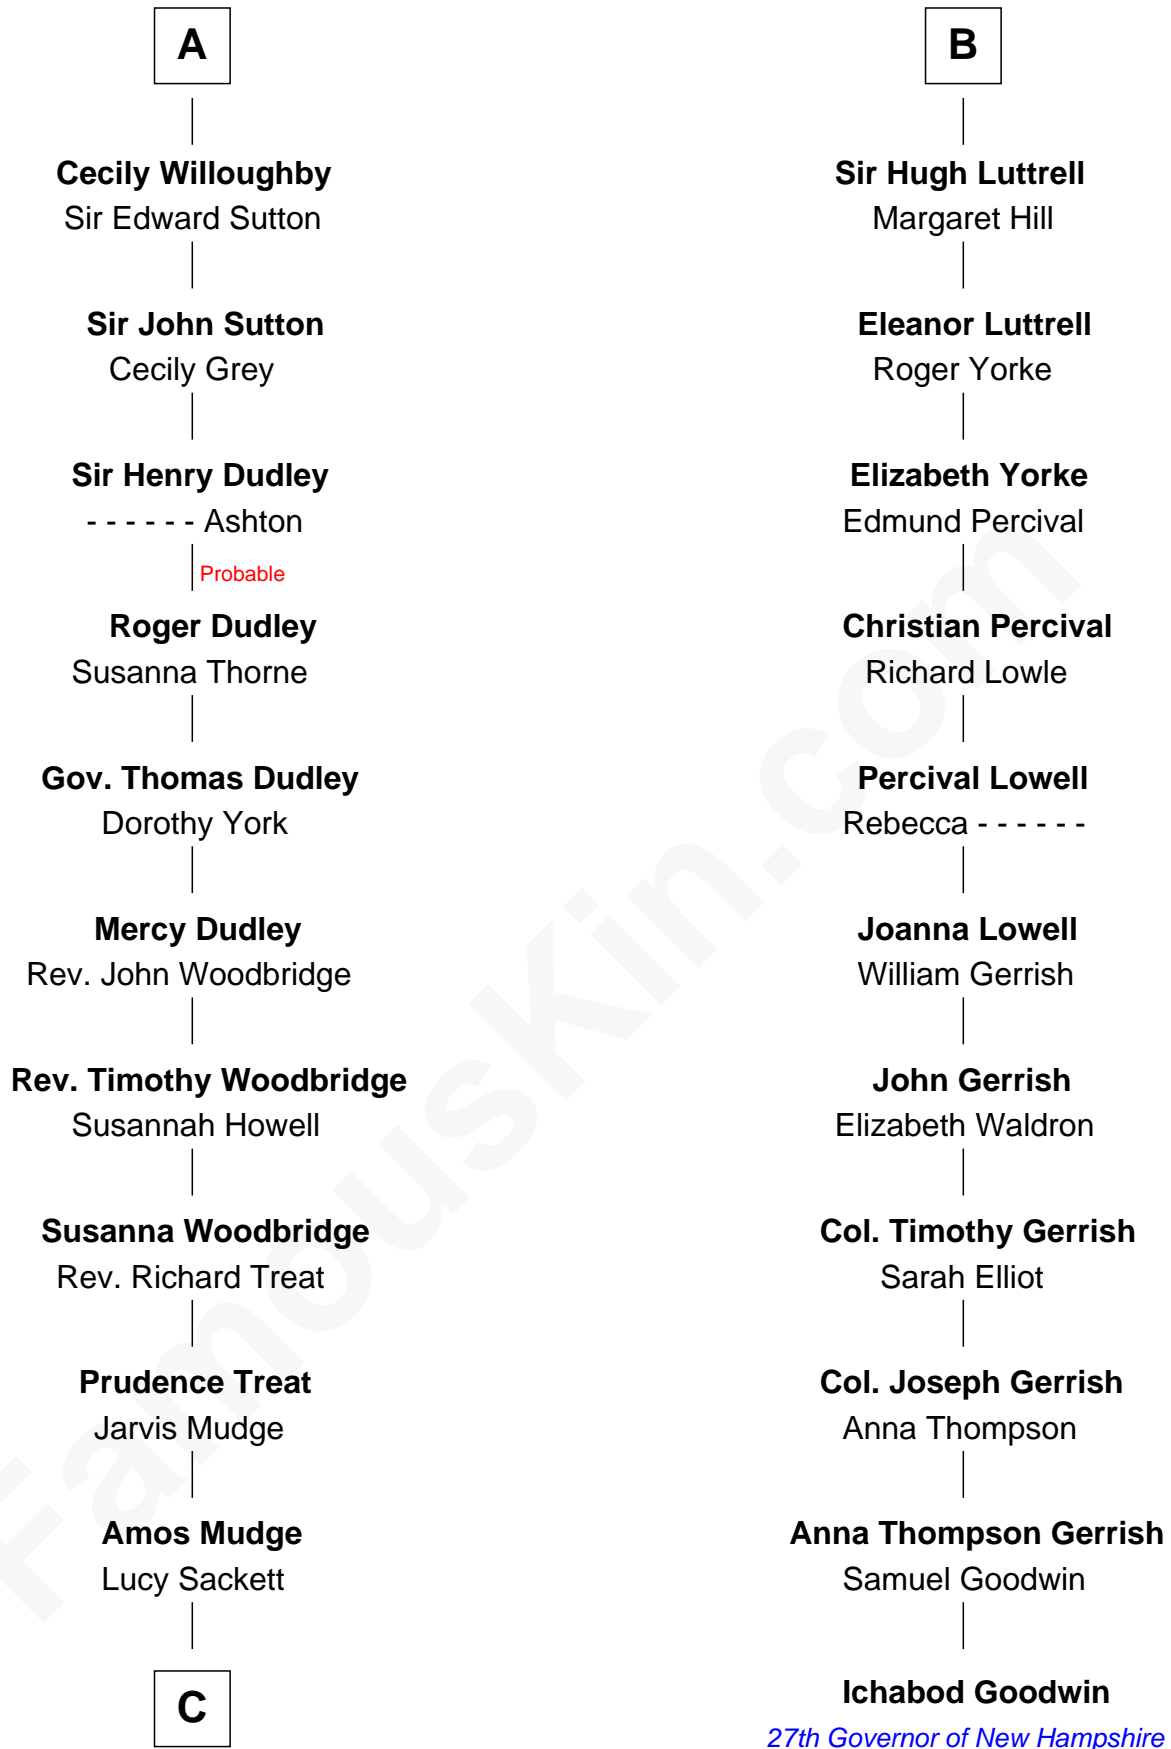 A
Cecily Willoughby
Sir Edward Sutton
Sir John Sutton
Cecily Grey
Sir Henry Dudley
- - - - - - Ashton
Probable
Roger Dudley
Susanna Thorne
Gov. Thomas Dudley
Dorothy York
Mercy Dudley
Rev. John Woodbridge
Rev. Timothy Woodbridge
Susannah Howell
Susanna Woodbridge
Rev. Richard Treat
Prudence Treat
Jarvis Mudge
Amos Mudge
Lucy Sackett
C
B
Sir Hugh Luttrell
Margaret Hill
Eleanor Luttrell
Roger Yorke
Elizabeth Yorke
Edmund Percival
Christian Percival
Richard Lowle
Percival Lowell
Rebecca - - - - - -
Joanna Lowell
William Gerrish
John Gerrish
Elizabeth Waldron
Col. Timothy Gerrish
Sarah Elliot
Col. Joseph Gerrish
Anna Thompson
Anna Thompson Gerrish
Samuel Goodwin
Ichabod Goodwin
27th Governor of New Hampshire
FamousKin.com